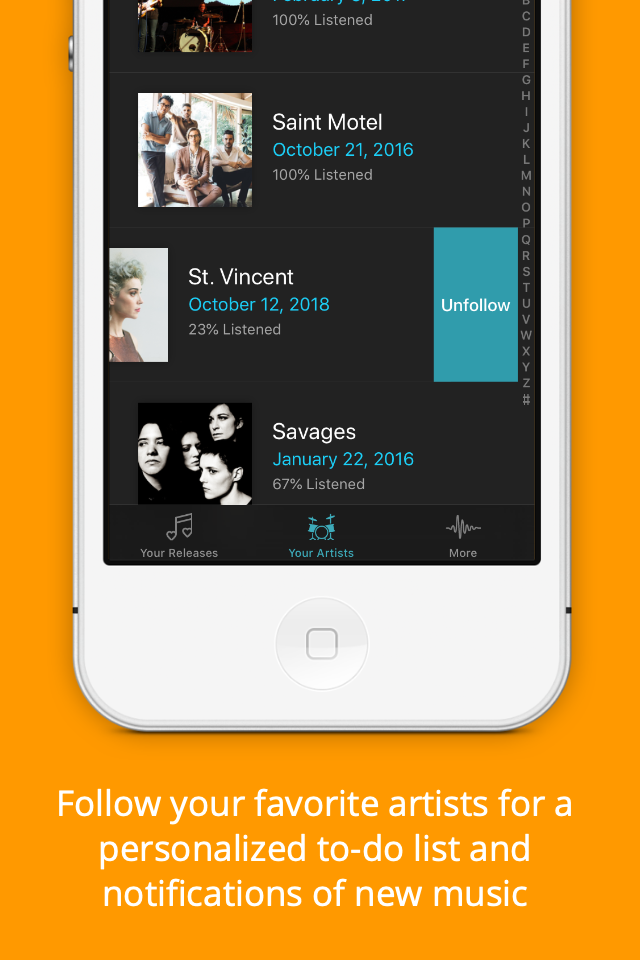 100% Listened
Saint Motel
October 21, 2016
100% Listened
St. Vincent
October 12, 2018
23% Listened
Unfollow
Savages
January 22, 2016
67% Listened
C
D
E
F
G
H
I
J
K
L
M
N
O
P
Q
R
S
T
U
V
W
X
Y
Z
#
Your Releases
Your Artists
More
Follow your favorite artists for a
personalized to-do list and
notifications of new music